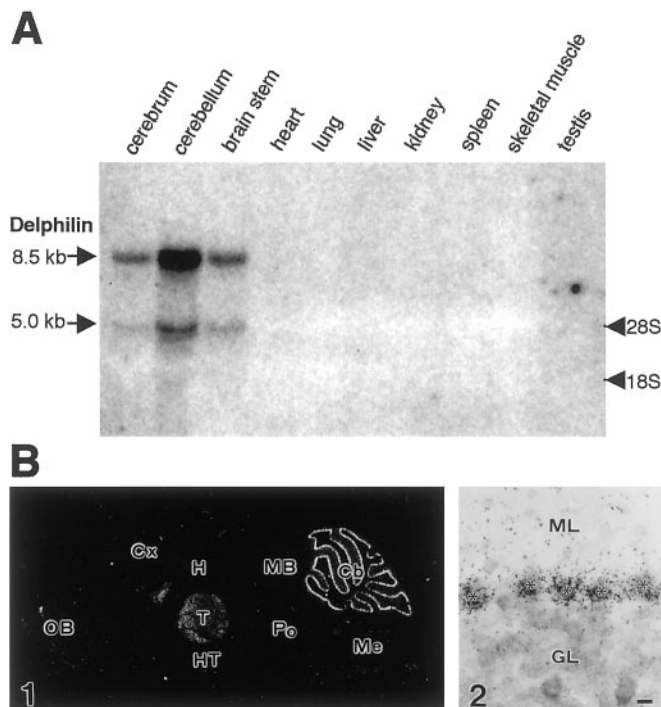 A
cerebrum
cerebellum
brain stem
heart
lung
liver
kidney
spleen
skeletal muscle
testis
Delphilin
8.5 kb
5.0 kb
28S
18S
B
Cx
H
MB
Cb
OB
T
Po
HT
Me
1
ML
GL
2